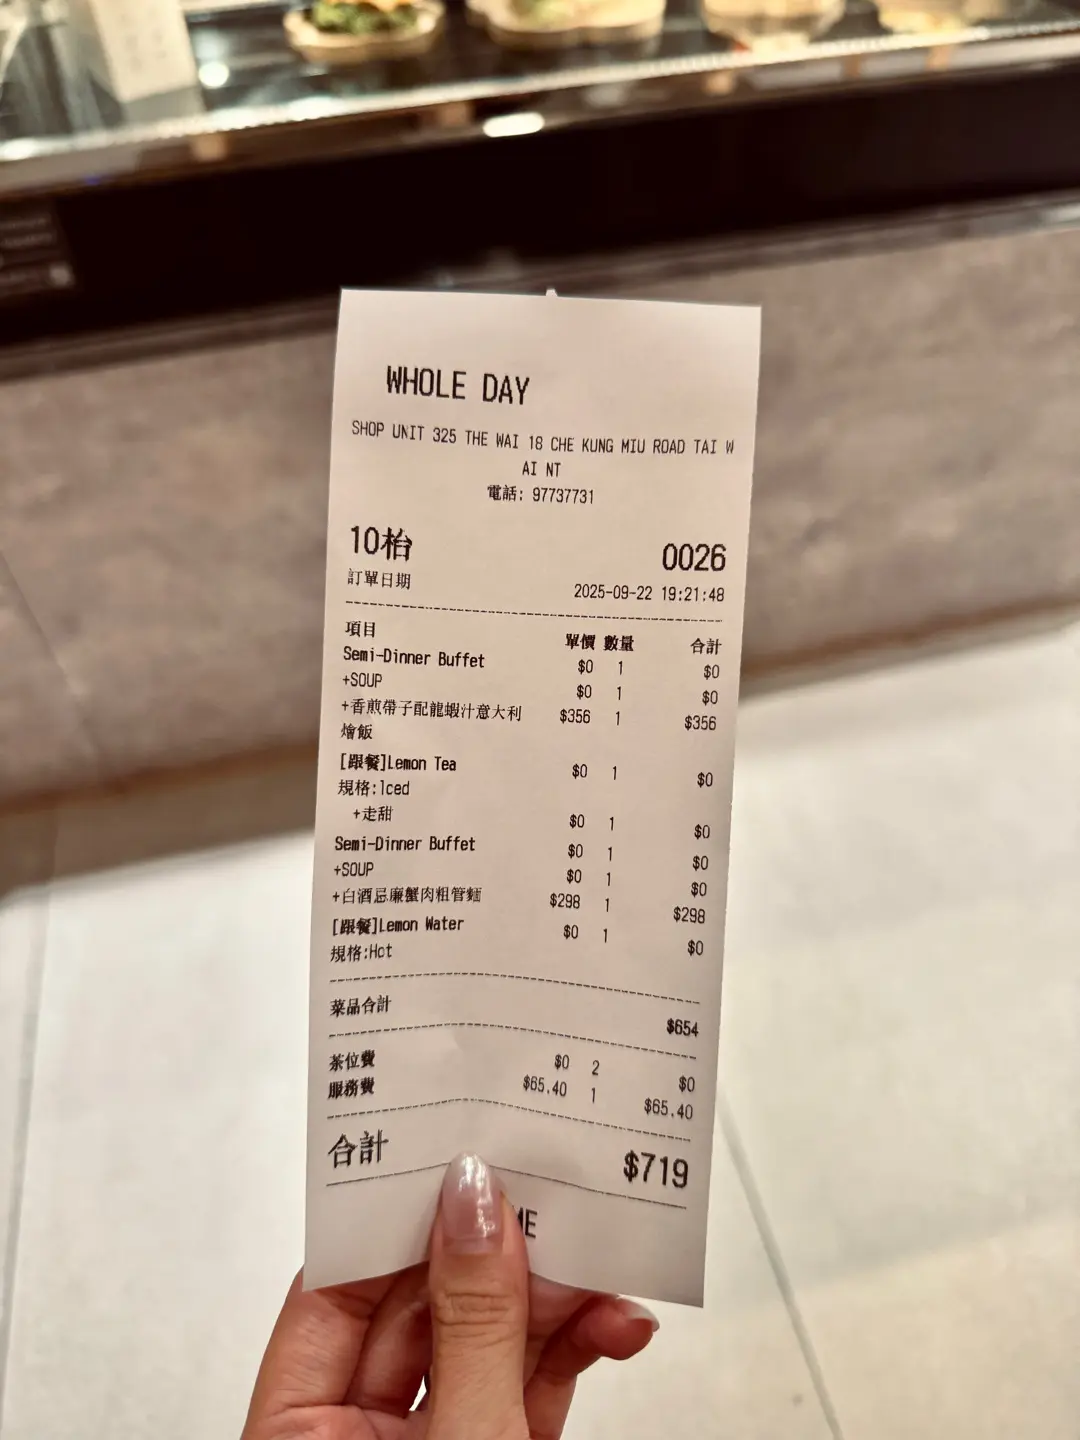 WHOLE DAY
SHOP UNIT 325 THE WAI 18 CHE KUNG MIU ROAD TAI W
AI NT
電話: 97737731
10枱 0026
訂單日期 2025-09-22 19:21:48
項目 單價 數量 合計
Semi-Dinner Buffet $0 1 $0
+SOUP $0 1 $0
+香煎帶子配龍蝦汁意大利 $356 1 $356
燴飯
[跟餐]Lemon Tea $0 1 $0
規格:Iced
+走甜 $0 1 $0
Semi-Dinner Buffet $0 1 $0
+SOUP $0 1 $0
+白酒忌廉蟹肉粗管麵 $298 1 $298
[跟餐]Lemon Water $0 1 $0
規格:Hot
菜品合計 $654
茶位費 $0 2 $0
服務費 $65.40 1 $65.40
合計 $719